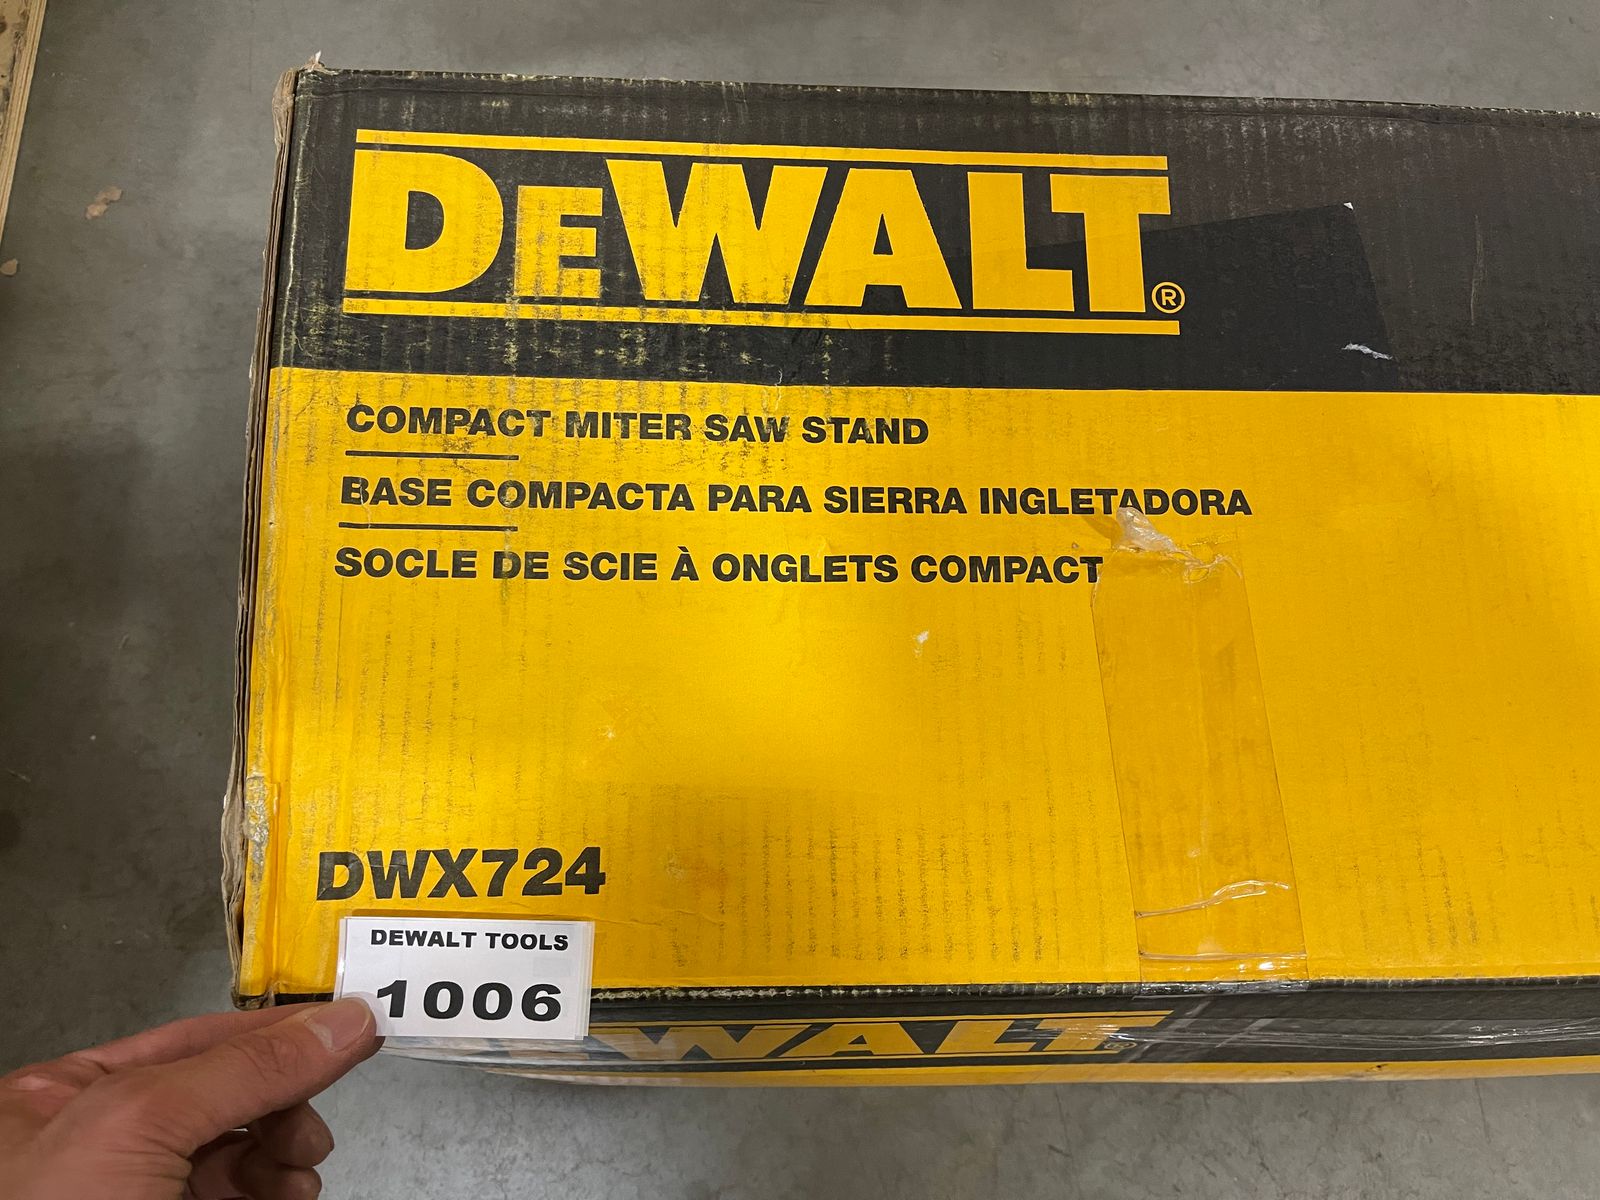 DEWALT®
COMPACT MITER SAW STAND
BASE COMPACTA PARA SIERRA INGLETADORA
SOCLE DE SCIE À ONGLETS COMPACT
DWX724
DEWALT TOOLS
1006
DEWALT®